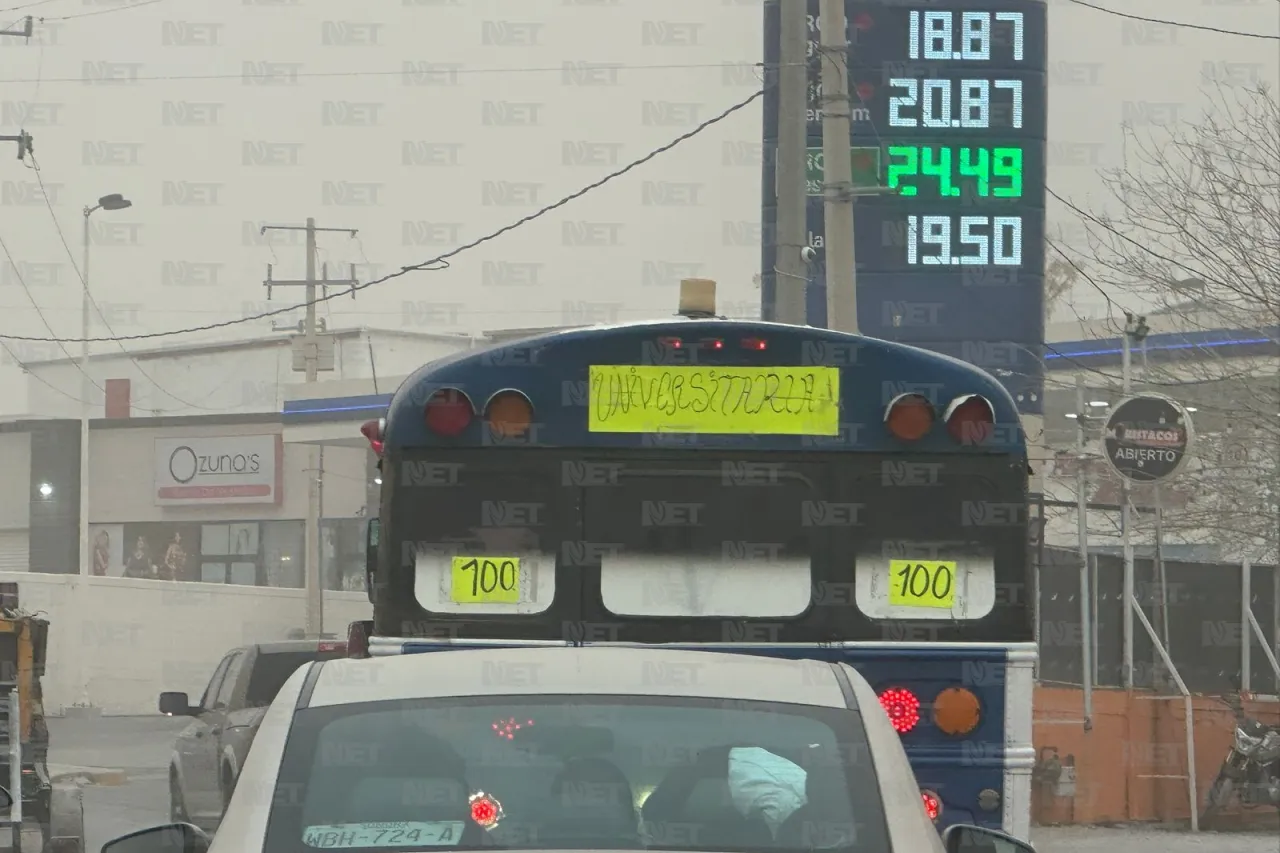 18.87
20.87
24.49
19.50
UNIVERSITARIA
OZUNA'S
ABIERTO
100
100
WBH-724-A
NET